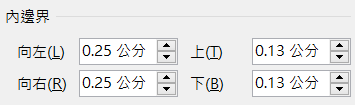 內邊界
向左(L) 0.25 公分 上(T) 0.13 公分
向右(R) 0.25 公分 下(B) 0.13 公分